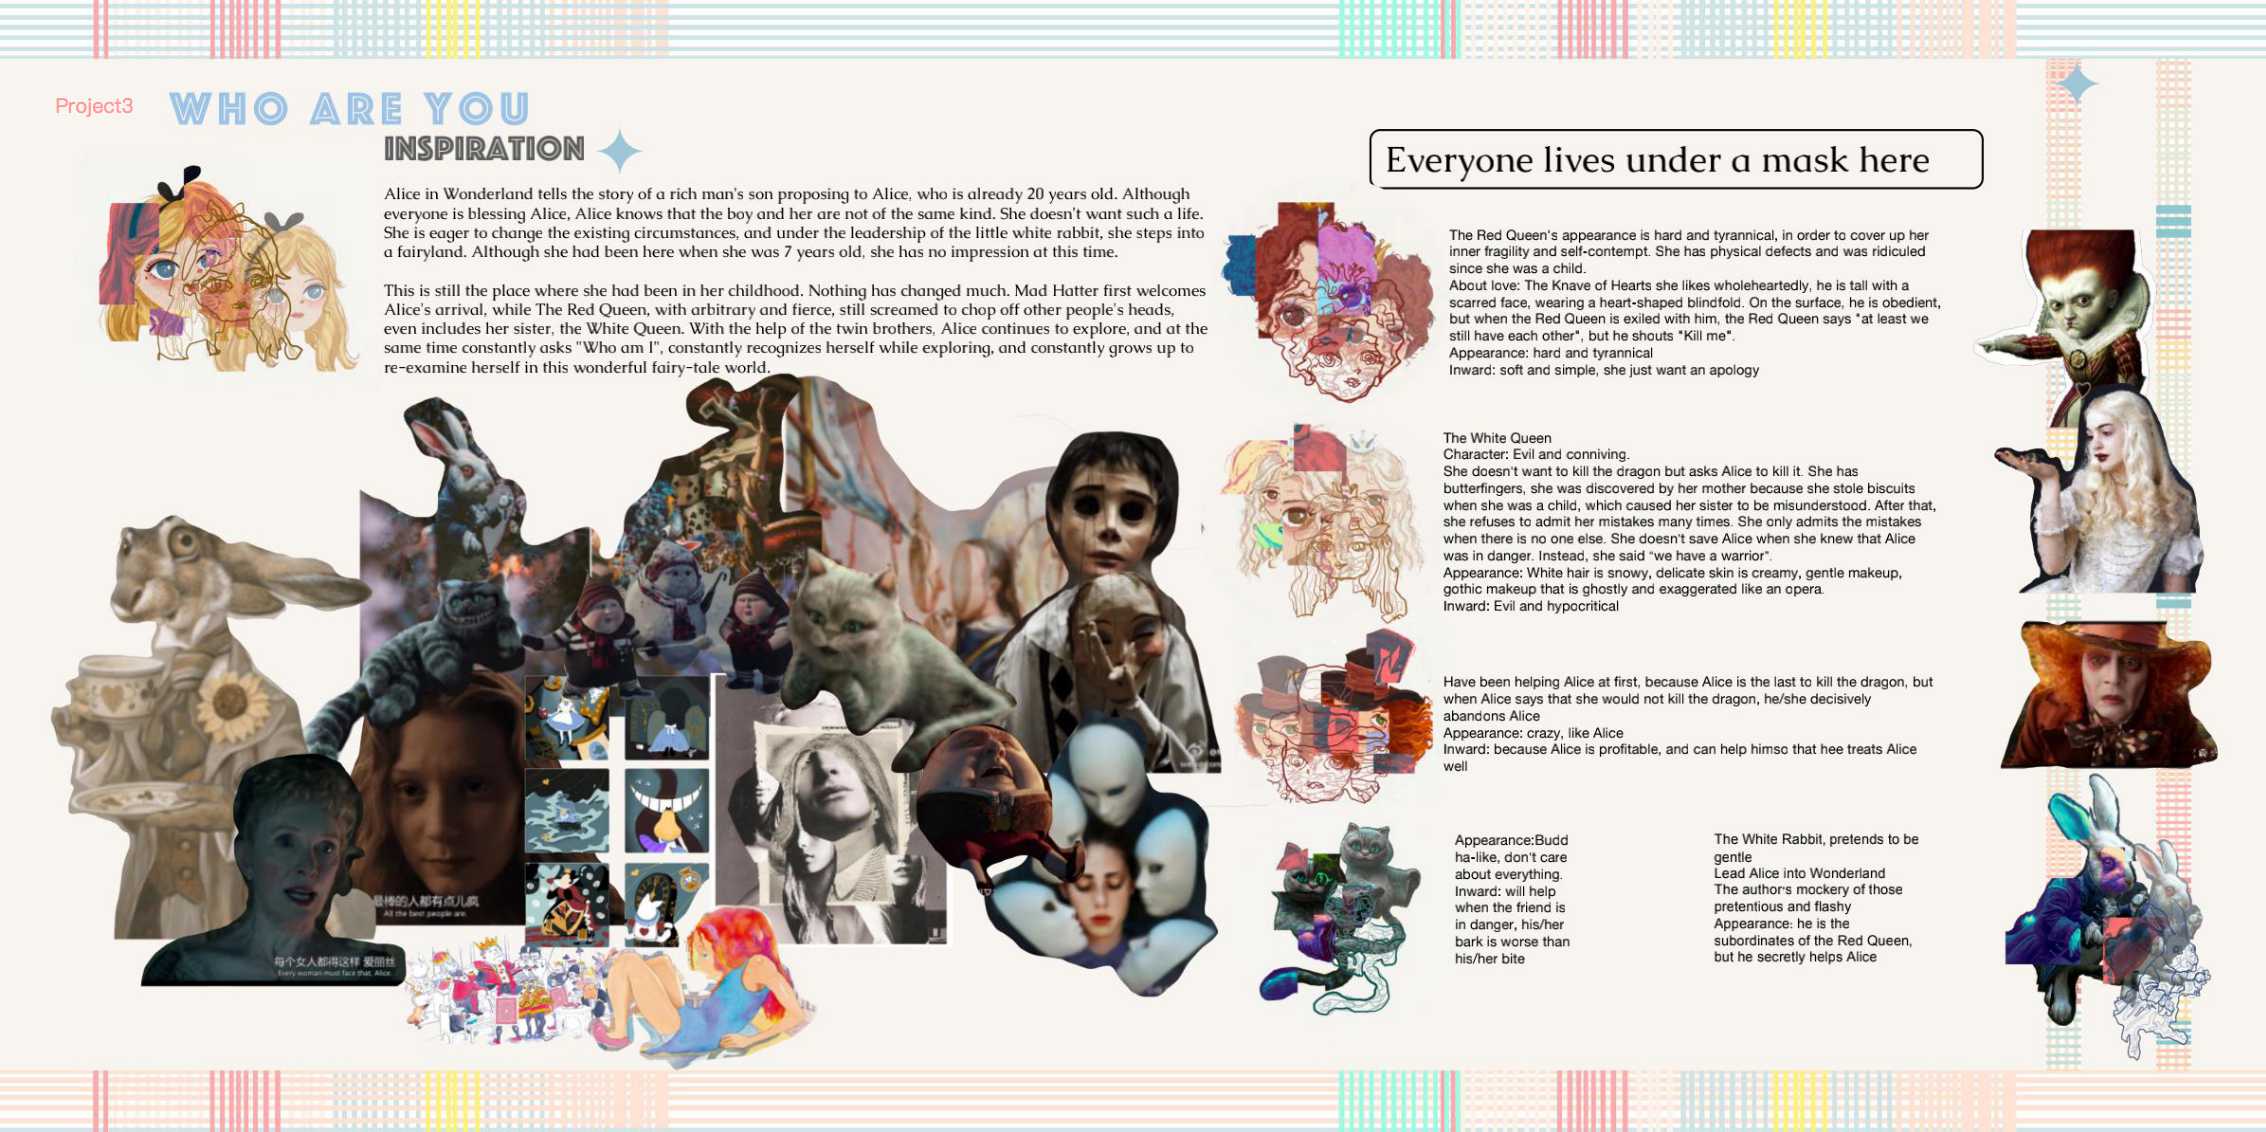 Project3
WHO ARE YOU
INSPIRATION
Alice in Wonderland tells the story of a rich man's son proposing to Alice, who is already 20 years old. Although
everyone is blessing Alice, Alice knows that the boy and her are not of the same kind. She doesn't want such a life.
She is eager to change the existing circumstances, and under the leadership of the little white rabbit, she steps into
a fairyland. Although she had been here when she was 7 years old, she has no impression at this time.
This is still the place where she had been in her childhood. Nothing has changed much. Mad Hatter first welcomes
Alice's arrival, while The Red Queen, with arbitrary and fierce, still screamed to chop off other people's heads,
even includes her sister, the White Queen. With the help of the twin brothers, Alice continues to explore, and at the
same time constantly asks "Who am I", constantly recognizes herself while exploring, and constantly grows up to
re-examine herself in this wonderful fairy-tale world.
最棒的人都有点儿疯
All the best people are.
每个女人都得这样 爱丽丝
Every woman must face that, Alice.
Everyone lives under a mask here
The Red Queen's appearance is hard and tyrannical, in order to cover up her
inner fragility and self-contempt. She has physical defects and was ridiculed
since she was a child.
About love: The Knave of Hearts she likes wholeheartedly, he is tall with a
scarred face, wearing a heart-shaped blindfold. On the surface, he is obedient,
but when the Red Queen is exiled with him, the Red Queen says "at least we
still have each other", but he shouts "Kill me".
Appearance: hard and tyrannical
Inward: soft and simple, she just want an apology
The White Queen
Character: Evil and conniving.
She doesn't want to kill the dragon but asks Alice to kill it. She has
butterfingers, she was discovered by her mother because she stole biscuits
when she was a child, which caused her sister to be misunderstood. After that,
she refuses to admit her mistakes many times. She only admits the mistakes
when there is no one else. She doesn't save Alice when she knew that Alice
was in danger. Instead, she said "we have a warrior".
Appearance: White hair is snowy, delicate skin is creamy, gentle makeup,
gothic makeup that is ghostly and exaggerated like an opera.
Inward: Evil and hypocritical
Have been helping Alice at first, because Alice is the last to kill the dragon, but
when Alice says that she would not kill the dragon, he/she decisively
abandons Alice
Appearance: crazy, like Alice
Inward: because Alice is profitable, and can help himso that hee treats Alice
well
Appearance:Budd
ha-like, don't care
about everything.
Inward: will help
when the friend is
in danger, his/her
bark is worse than
his/her bite
The White Rabbit, pretends to be
gentle
Lead Alice into Wonderland
The author's mockery of those
pretentious and flashy
Appearance: he is the
subordinates of the Red Queen,
but he secretly helps Alice